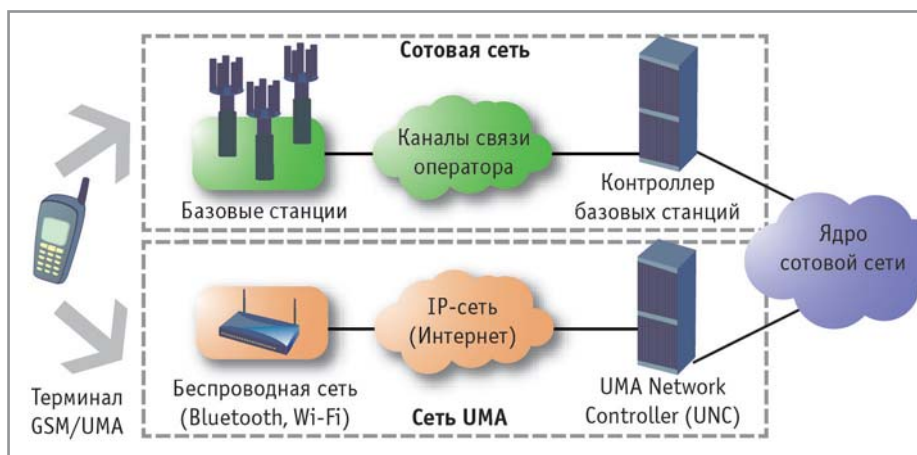 Сотовая сеть
Каналы связи
оператора
Базовые станции
Контроллер
базовых станций
Ядро
сотовой сети
IP-сеть
(Интернет)
Терминал
GSM/UMA
Беспроводная сеть
(Bluetooth, Wi-Fi)
Сеть UMA
UMA Network
Controller (UNC)